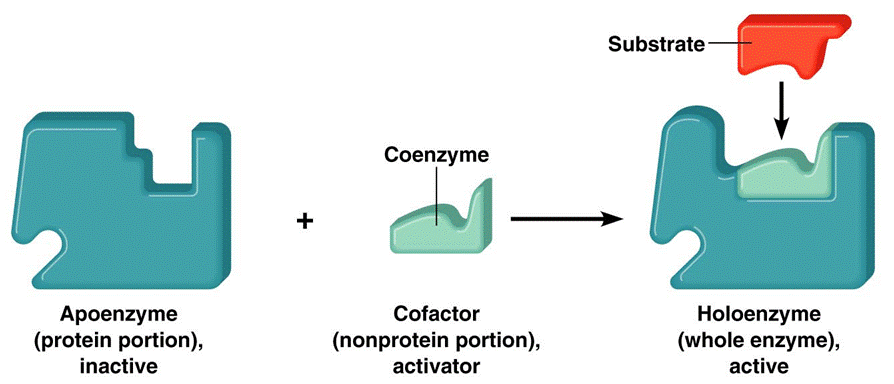 Substrate
Coenzyme
+
Apoenzyme
(protein portion),
inactive
Cofactor
(nonprotein portion),
activator
Holoenzyme
(whole enzyme),
active